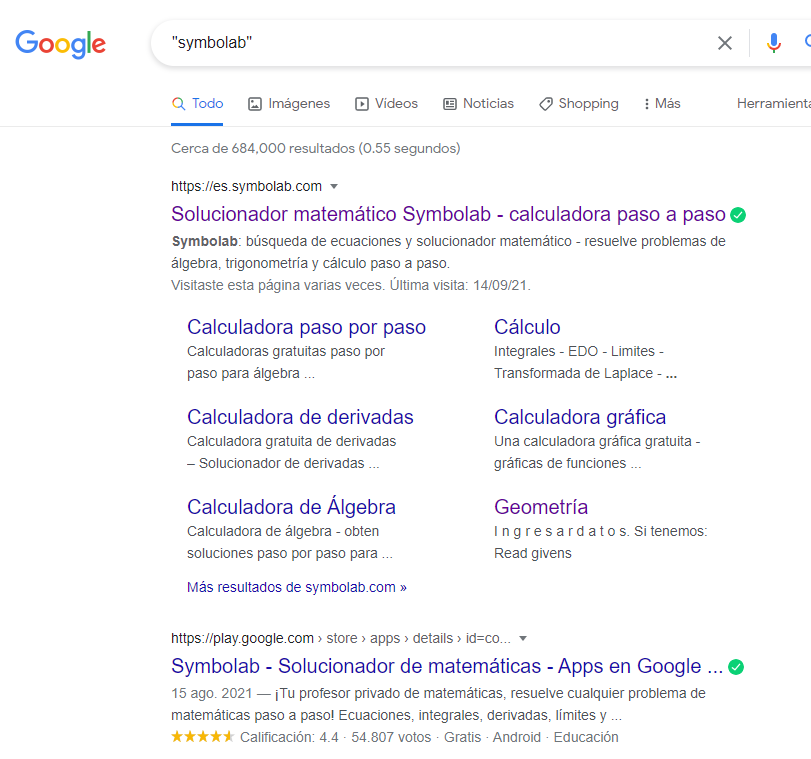 Google
"symbolab"
Todo Imágenes Vídeos Noticias Shopping Más Herramienta
Cerca de 684,000 resultados (0.55 segundos)
https://es.symbolab.com
Solucionador matemático Symbolab - calculadora paso a paso
Symbolab: búsqueda de ecuaciones y solucionador matemático - resuelve problemas de
álgebra, trigonometría y cálculo paso a paso.
Visitaste esta página varias veces. Última visita: 14/09/21.
Calculadora paso por paso
Calculadoras gratuitas paso por
paso para álgebra ...
Cálculo
Integrales - EDO - Limites -
Transformada de Laplace - ...
Calculadora de derivadas
Calculadora gratuita de derivadas
– Solucionador de derivadas ...
Calculadora gráfica
Una calculadora gráfica gratuita -
gráficas de funciones ...
Calculadora de Álgebra
Calculadora de álgebra - obten
soluciones paso por paso para ...
Geometría
I n g r e s a r d a t o s. Si tenemos:
Read givens
Más resultados de symbolab.com »
https://play.google.com › store › apps › details › id=co...
Symbolab - Solucionador de matemáticas - Apps en Google ...
15 ago. 2021 — ¡Tu profesor privado de matemáticas, resuelve cualquier problema de
matemáticas paso a paso! Ecuaciones, integrales, derivadas, límites y ...
Calificación: 4.4 · 54.807 votos · Gratis · Android · Educación